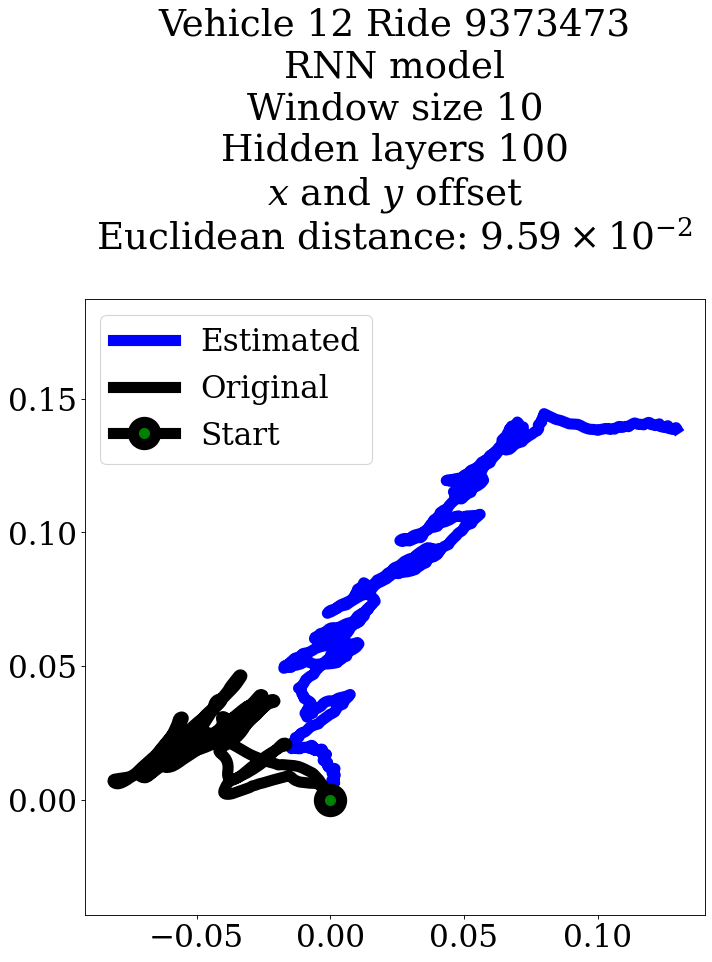 Vehicle 12 Ride 9373473
RNN model
Window size 10
Hidden layers 100
x and y offset
Euclidean distance: 9.59 × 10⁻²
Estimated
Original
Start
0.15
0.10
0.05
0.00
−0.05 0.00 0.05 0.10